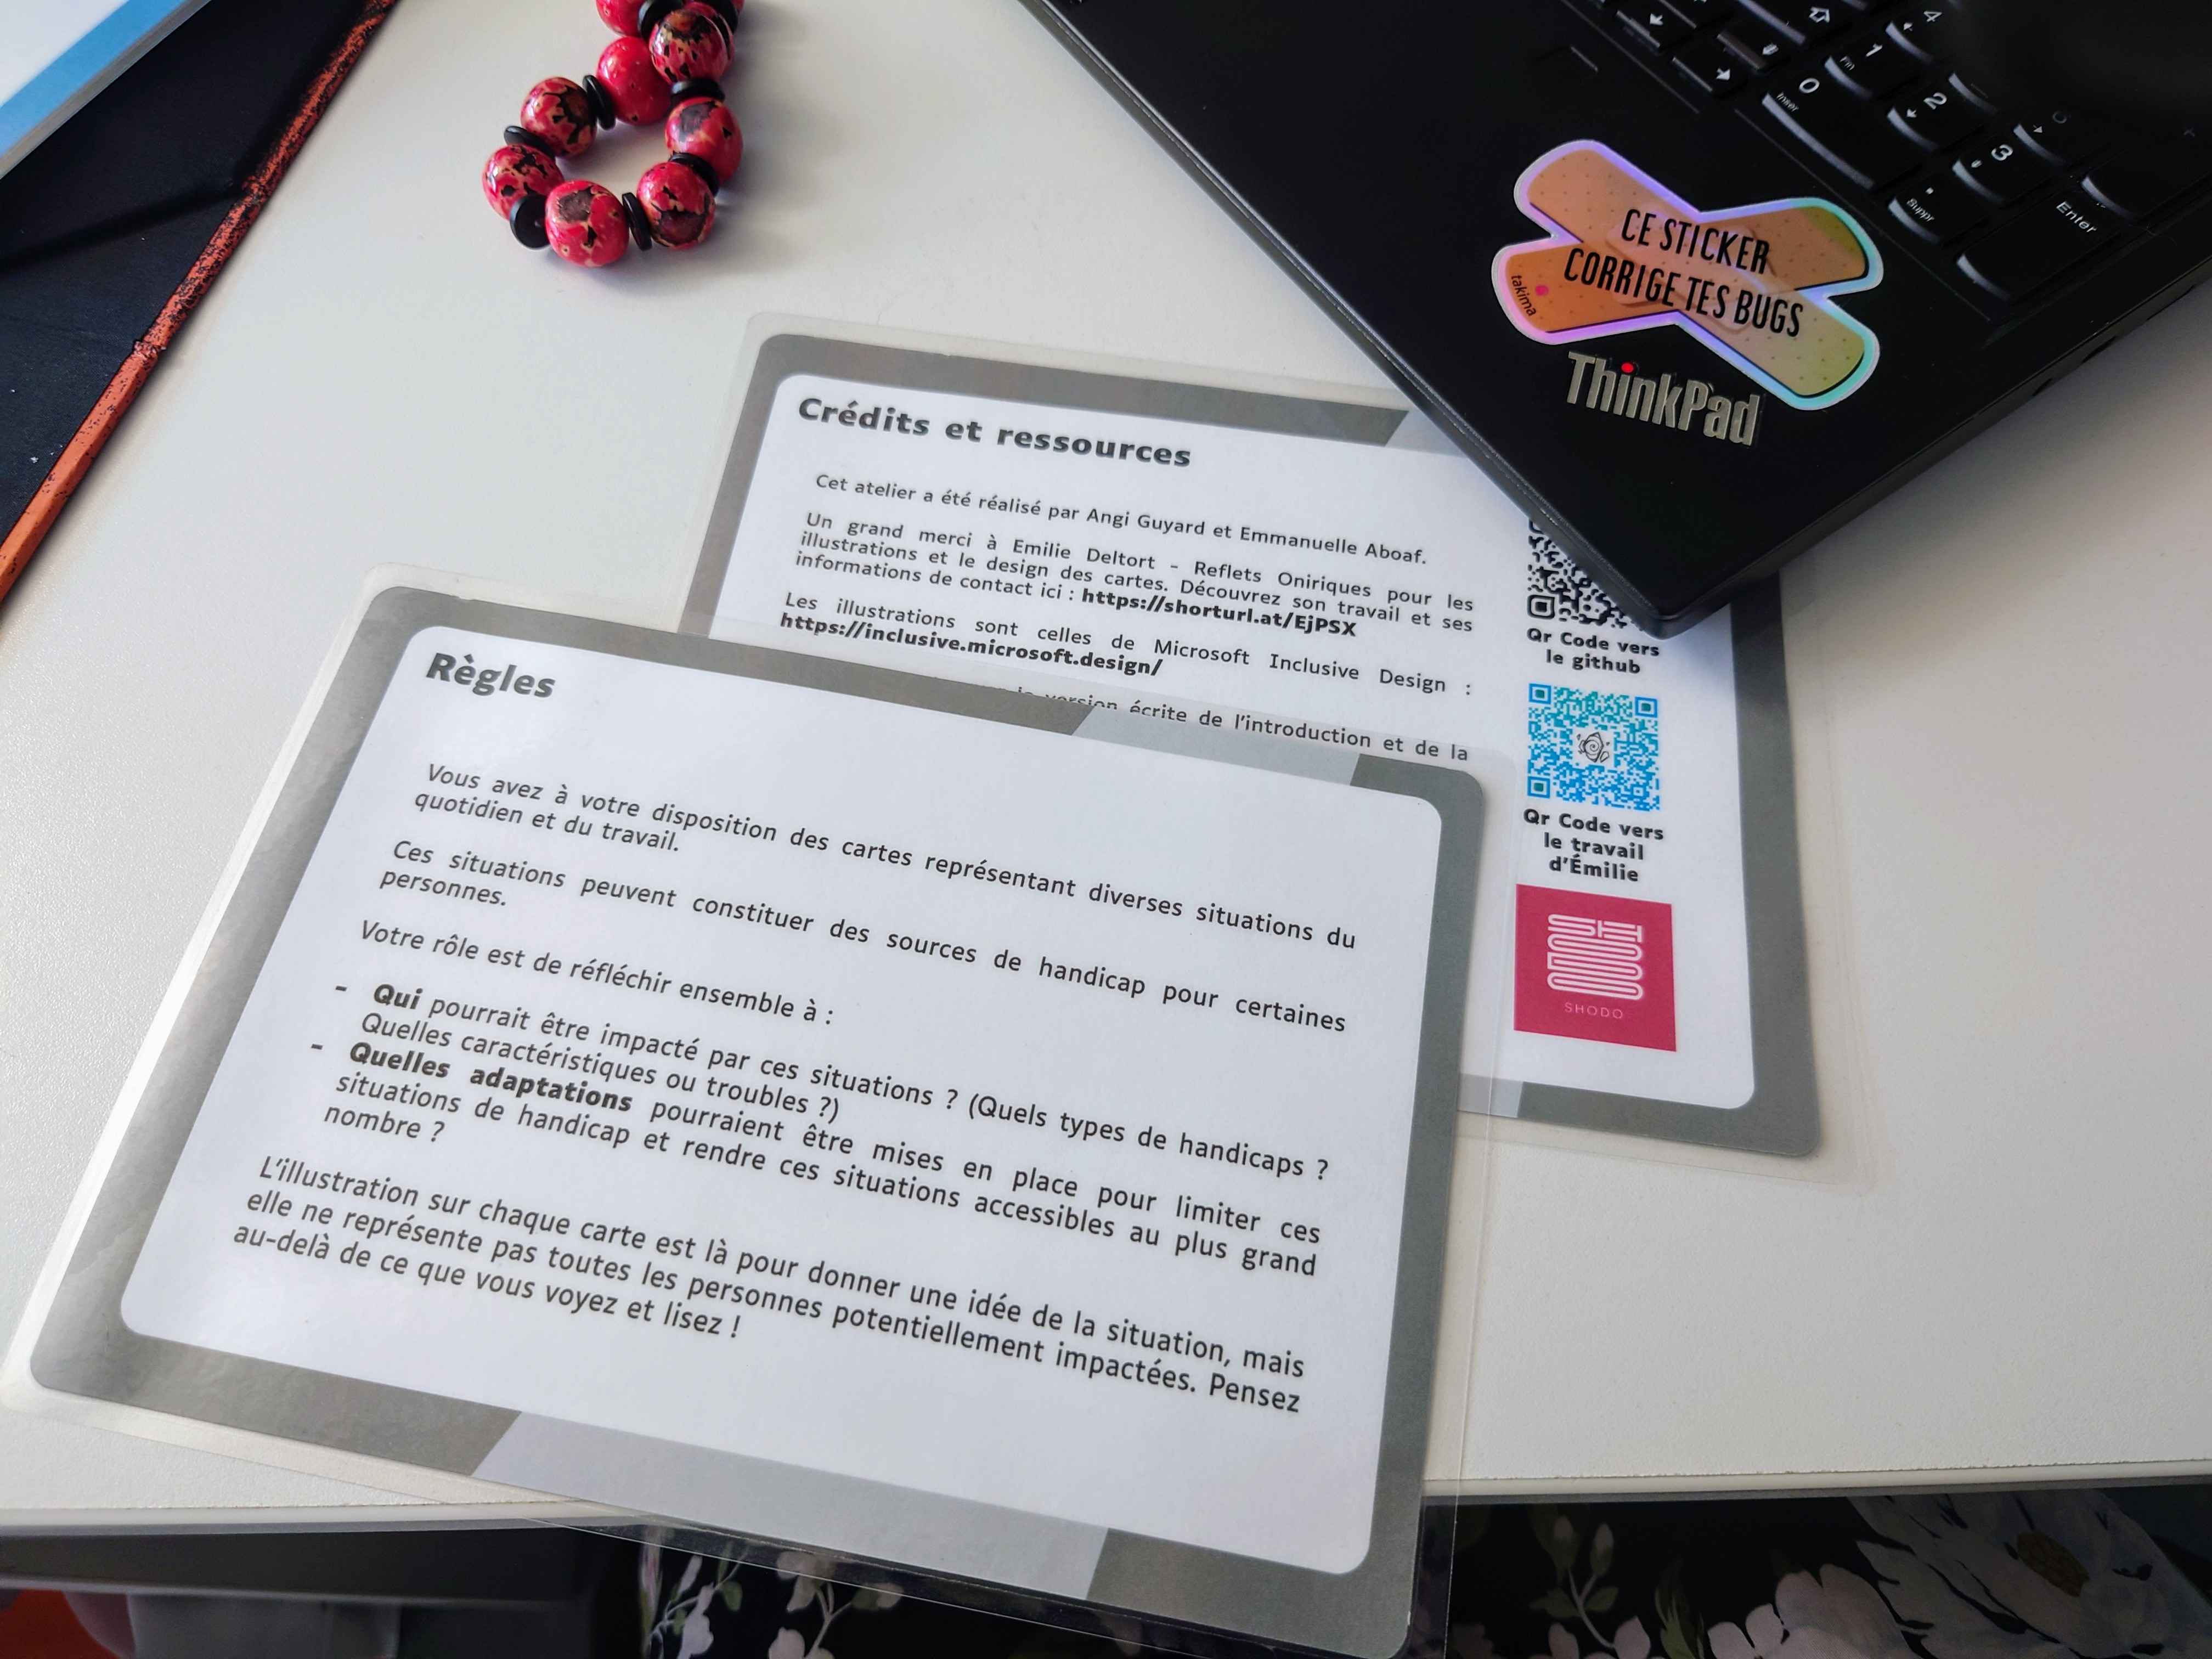 4
1
Fin
0
Inser
2
3
.
Suppr
Enter
CE STICKER
CORRIGE TES BUGS
takima
ThinkPad
Crédits et ressources
Cet atelier a été réalisé par Angi Guyard et Emmanuelle Aboaf.
Un grand merci à Emilie Deltort - Reflets Oniriques pour les
illustrations et le design des cartes. Découvrez son travail et ses
informations de contact ici : https://shorturl.at/EjPSX
Les illustrations sont celles de Microsoft Inclusive Design :
https://inclusive.microsoft.design/
version écrite de l'introduction et de la
Qr Code vers
le github
Qr Code vers
le travail
d'Émilie
SHODO
Règles
Vous avez à votre disposition des cartes représentant diverses situations du
quotidien et du travail.
Ces situations peuvent constituer des sources de handicap pour certaines
personnes.
Votre rôle est de réfléchir ensemble à :
- Qui pourrait être impacté par ces situations ? (Quels types de handicaps ?
Quelles caractéristiques ou troubles ?)
- Quelles adaptations pourraient être mises en place pour limiter ces
situations de handicap et rendre ces situations accessibles au plus grand
nombre ?
L'illustration sur chaque carte est là pour donner une idée de la situation, mais
elle ne représente pas toutes les personnes potentiellement impactées. Pensez
au-delà de ce que vous voyez et lisez !